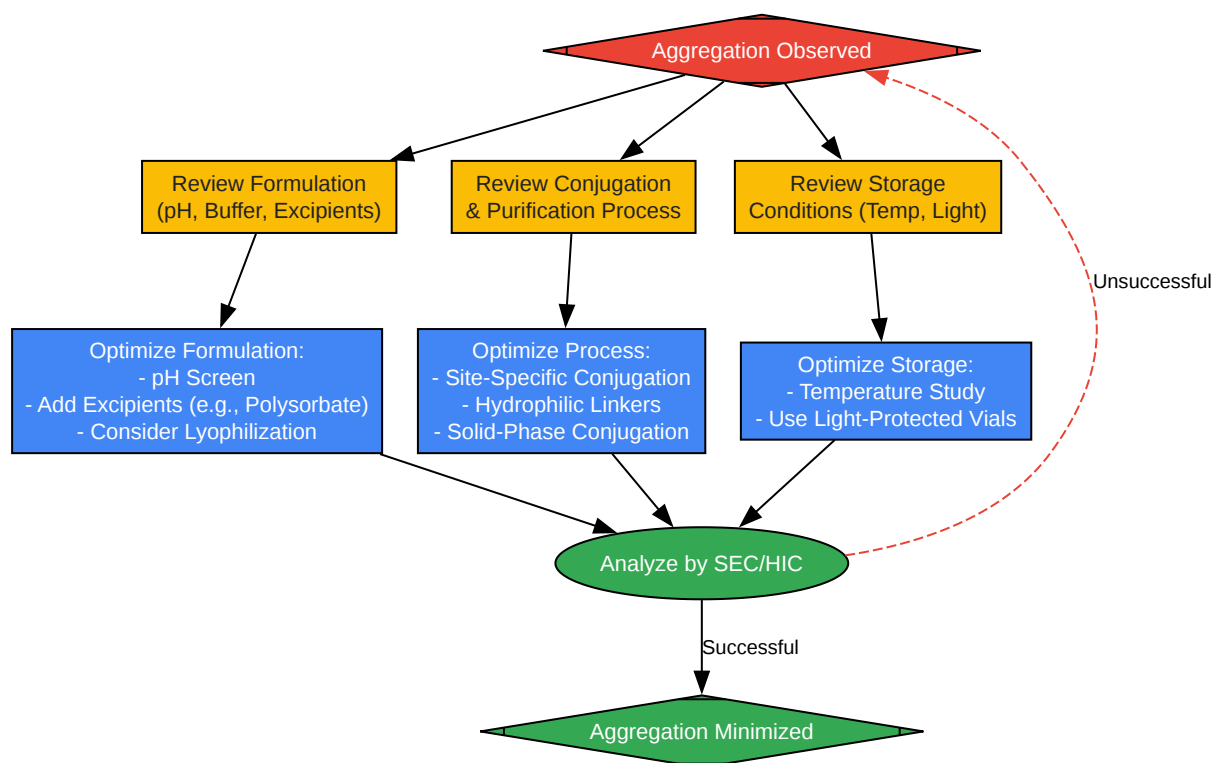 Aggregation Observed
Review Formulation
(pH, Buffer, Excipients)
Review Conjugation
& Purification Process
Review Storage
Conditions (Temp, Light)
Unsuccessful
Optimize Formulation:
- pH Screen
- Add Excipients (e.g., Polysorbate)
- Consider Lyophilization
Optimize Process:
- Site-Specific Conjugation
- Hydrophilic Linkers
- Solid-Phase Conjugation
Optimize Storage:
- Temperature Study
- Use Light-Protected Vials
Analyze by SEC/HIC
Successful
Aggregation Minimized